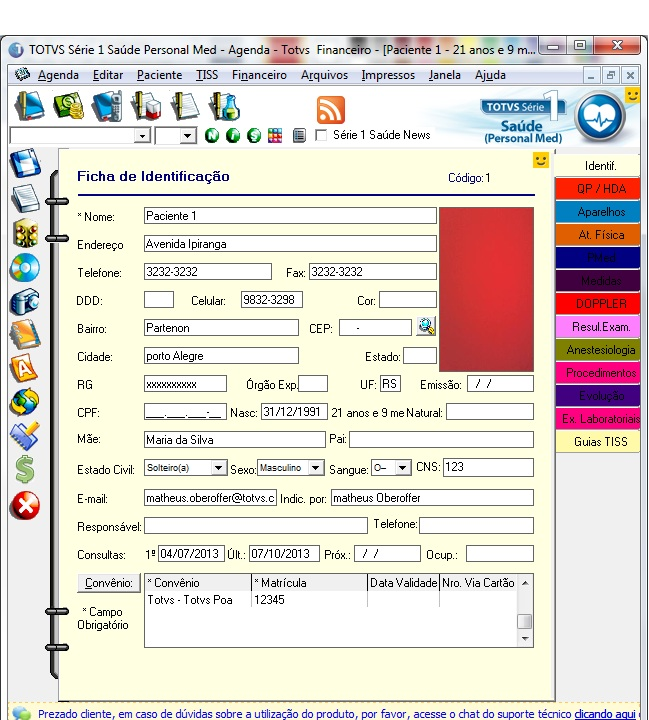 TOTVS Série 1 Saúde Personal Med - Agenda - Totvs Financeiro - [Paciente 1 - 21 anos e 9 m...
Agenda Editar Paciente TISS Financeiro Arquivos Impressos Janela Ajuda
TOTVS Série 1
Saúde
(Personal Med)
Série 1 Saúde News
Ficha de Identificação
Código: 1
Identif.
QP / HDA
Aparelhos
At. Física
Medidas
DOPPLER
Resul.Exam.
Anestesiologia
Procedimentos
Evolução
Ex. Laboratoriais
Guias TISS
* Nome: Paciente 1
Endereço Avenida Ipiranga
Telefone: 3232-3232 Fax: 3232-3232
DDD: Celular: 9832-3298 Cor:
Bairro: Partenon CEP: -
Cidade: porto Alegre Estado:
RG xxxxxxxxxx Órgão Exp. UF: RS Emissão: / /
CPF: ___.___.___-__ Nasc: 31/12/1991 21 anos e 9 me Natural:
Mãe: Maria da Silva Pai:
Estado Civil: Solteiro(a) Sexo: Masculino Sangue: O- CNS: 123
E-mail: matheus.oberoffer@totvs.c Indic. por: matheus Oberoffer
Responsável: Telefone:
Consultas: 1ª 04/07/2013 Últ.: 07/10/2013 Próx.: / / Ocup.:
Convênio: * Convênio * Matrícula Data Validade Nro. Via Cartão
Totvs - Totvs Poa 12345
* Campo
Obrigatório
Prezado cliente, em caso de dúvidas sobre a utilização do produto, por favor, acesse o chat do suporte técnico clicando aqui